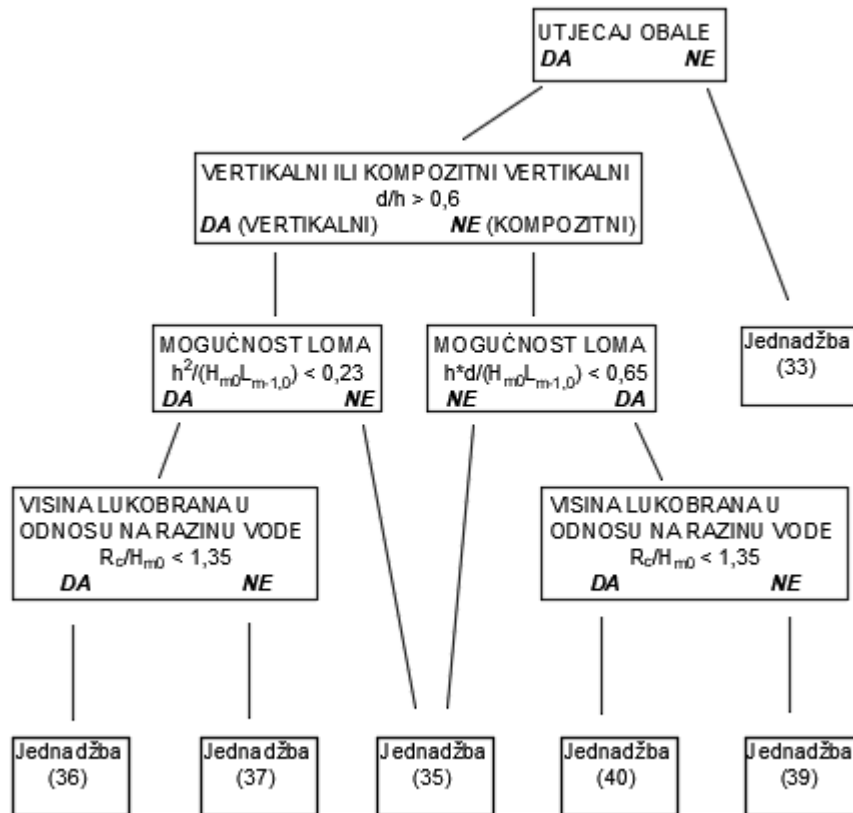 UTJECAJ OBALE
DA NE
VERTIKALNI ILI KOMPOZITNI VERTIKALNI
d/h > 0,6
DA (VERTIKALNI) NE (KOMPOZITNI)
MOGUĆNOST LOMA
h²/(Hₘ₀Lₘ₋₁,₀) < 0,23
DA NE
MOGUĆNOST LOMA
h*d/(Hₘ₀Lₘ₋₁,₀) < 0,65
NE DA
Jednadžba
(33)
VISINA LUKOBRANA U
ODNOSU NA RAZINU VODE
R꜀/Hₘ₀ < 1,35
DA NE
VISINA LUKOBRANA U
ODNOSU NA RAZINU VODE
R꜀/Hₘ₀ < 1,35
DA NE
Jednadžba
(36)
Jednadžba
(37)
Jednadžba
(35)
Jednadžba
(40)
Jednadžba
(39)